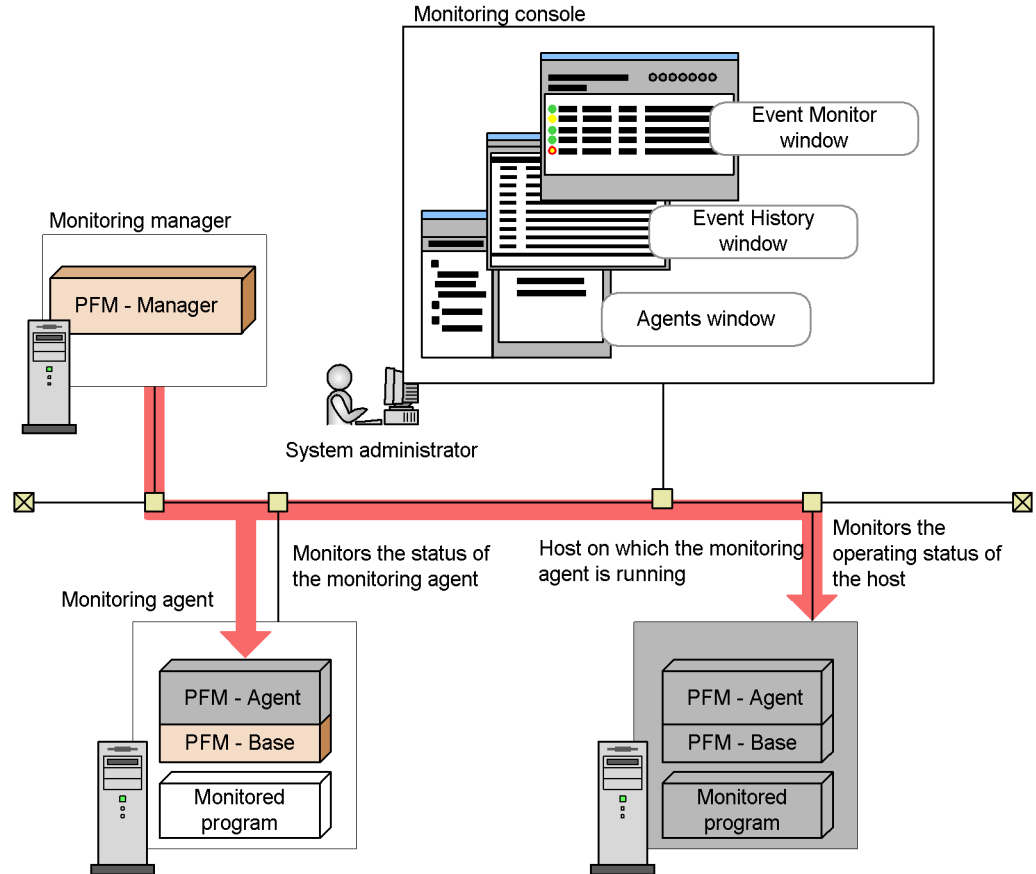 Monitoring console
Event Monitor
window
Event History
window
Agents window
Monitoring manager
PFM - Manager
System administrator
Monitors the status of
the monitoring agent
Host on which the monitoring
agent is running
Monitors the
operating status of
the host
Monitoring agent
PFM - Agent
PFM - Base
Monitored
program
PFM - Agent
PFM - Base
Monitored
program